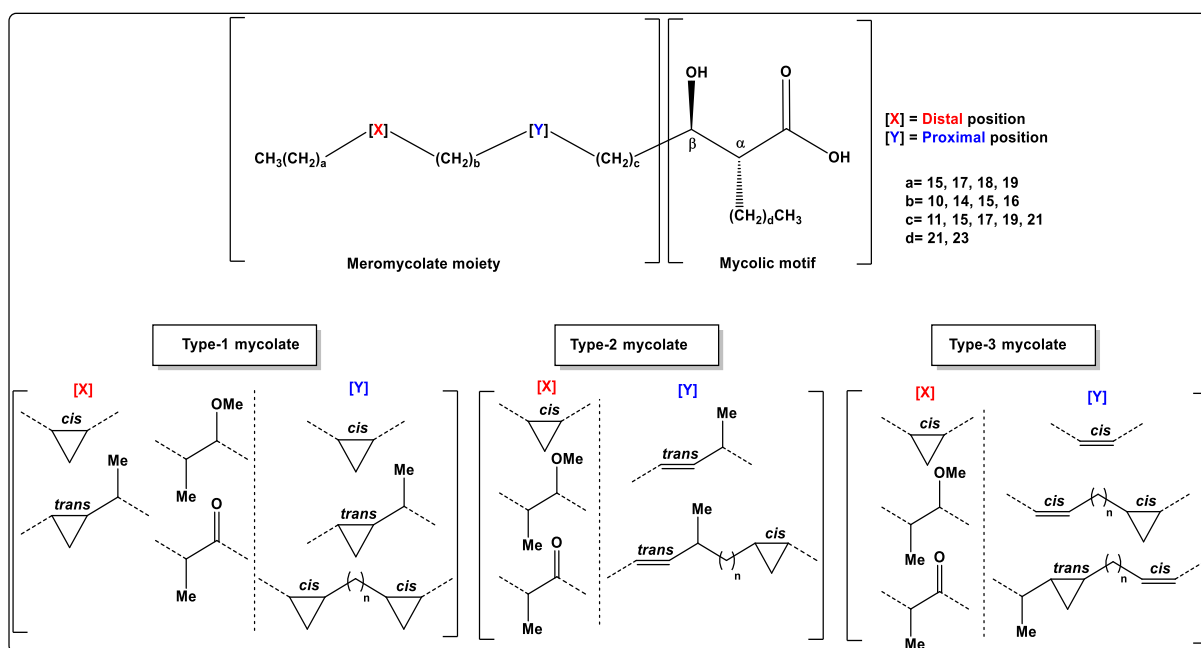 OH
O
[X]
[Y]
CH₃(CH₂)ₐ
(CH₂)b
(CH₂)c
β
α
OH
(CH₂)dCH₃
Meromycolate moiety
Mycolic motif
[X] = Distal position
[Y] = Proximal position
a= 15, 17, 18, 19
b= 10, 14, 15, 16
c= 11, 15, 17, 19, 21
d= 21, 23
Type-1 mycolate
[X]
[Y]
cis
OMe
Me
Me
trans
O
Me
cis
Me
trans
cis
n
cis
Type-2 mycolate
[X]
[Y]
cis
OMe
Me
O
Me
Me
trans
Me
trans
n
cis
Type-3 mycolate
[X]
[Y]
cis
OMe
Me
O
Me
cis
cis
n
cis
trans
n
cis
Me